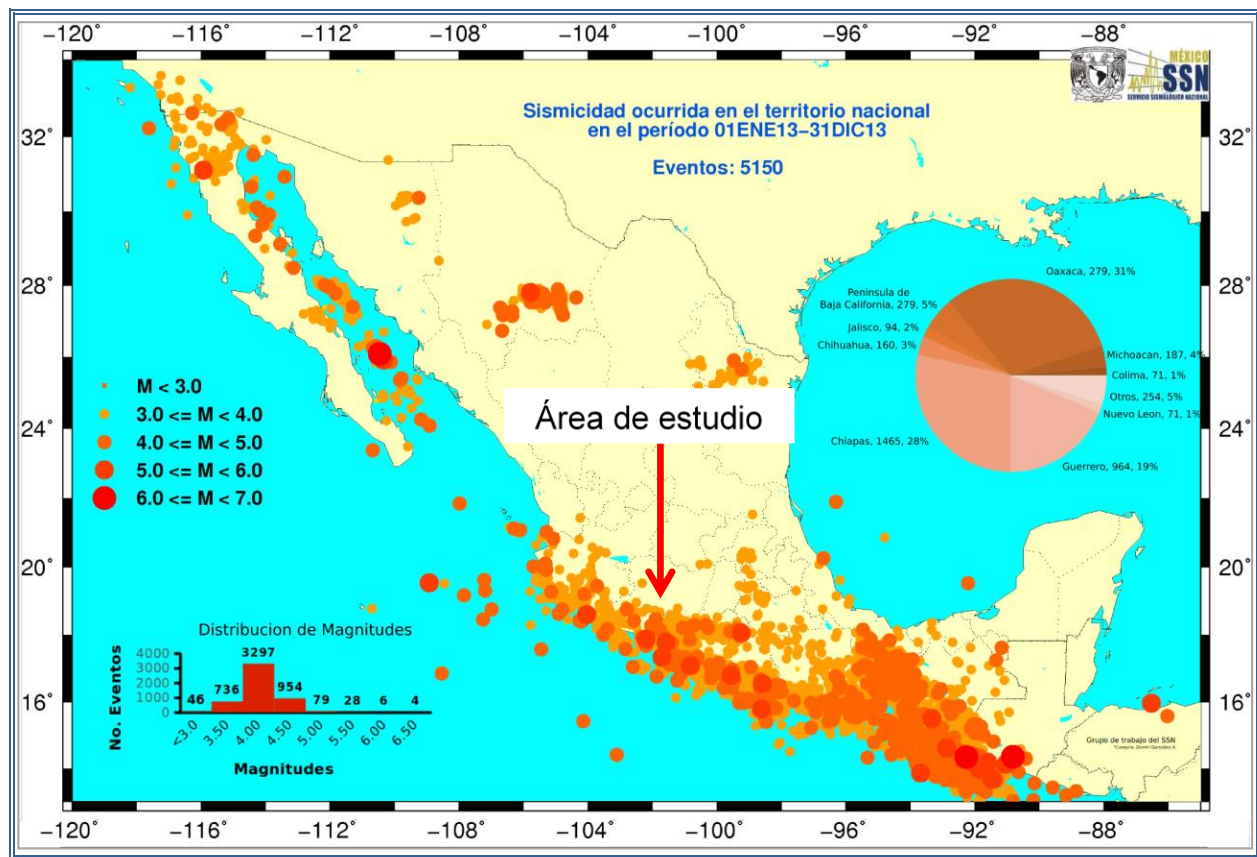 −120° −116° −112° −108° −104° −100° −96° −92° −88°
MÉXICO
SSN
SERVICIO SISMOLÓGICO NACIONAL
Sismicidad ocurrida en el territorio nacional
en el período 01ENE13−31DIC13
Eventos: 5150
32° 32°
28° 28°
24° 24°
20° 20°
16° 16°
Oaxaca, 279, 31%
Peninsula de
Baja California, 279, 5%
Jalisco, 94, 2%
Chihuahua, 160, 3%
Michoacan, 187, 4%
Colima, 71, 1%
Otros, 254, 5%
Nuevo Leon, 71, 1%
Chiapas, 1465, 28%
Guerrero, 964, 19%
M < 3.0
3.0 <= M < 4.0
4.0 <= M < 5.0
5.0 <= M < 6.0
6.0 <= M < 7.0
Área de estudio
Distribucion de Magnitudes
No. Eventos
4000
3000
2000
1000
0
46 736 3297 954 79 28 6 4
<3.0 3.50 4.00 4.50 5.00 5.50 6.00 6.50
Magnitudes
Grupo de trabajo del SSN
−120° −116° −112° −108° −104° −100° −96° −92° −88°